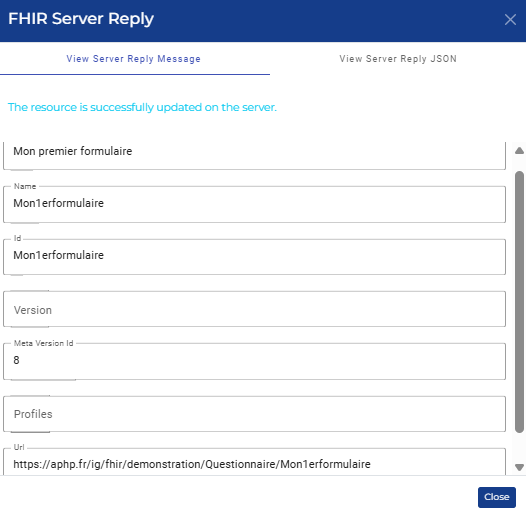 FHIR Server Reply
View Server Reply Message
View Server Reply JSON
The resource is successfully updated on the server.
Mon premier formulaire
Name
Mon1erformulaire
Id
Mon1erformulaire
Version
Meta Version Id
8
Profiles
Url
https://aphp.fr/ig/fhir/demonstration/Questionnaire/Mon1erformulaire
Close